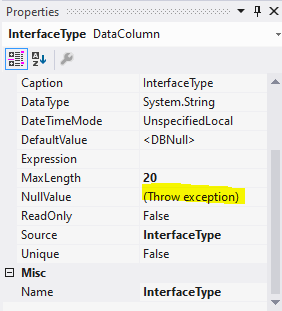 Properties
InterfaceType DataColumn
Caption InterfaceType
DataType System.String
DateTimeMode UnspecifiedLocal
DefaultValue <DBNull>
Expression
MaxLength 20
NullValue (Throw exception)
ReadOnly False
Source InterfaceType
Unique False
Misc
Name InterfaceType